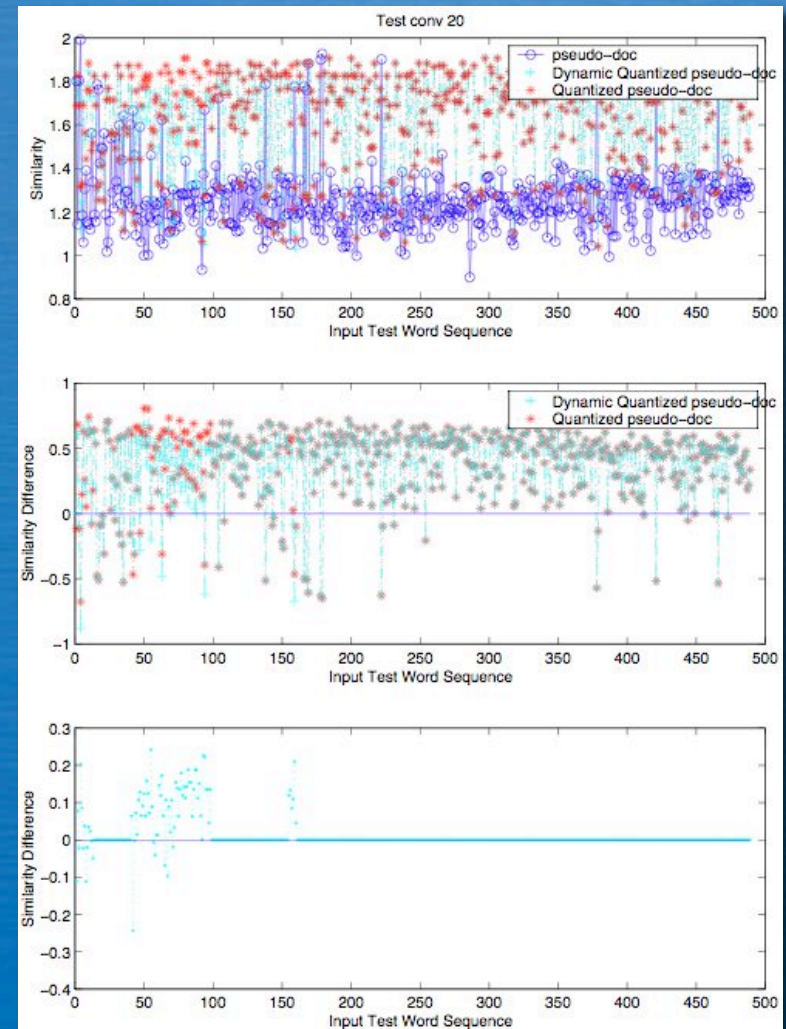 Test conv 20
2
1.8
1.6
1.4
1.2
1
0.8
Similarity
pseudo-doc
Dynamic Quantized pseudo-doc
Quantized pseudo-doc
0 50 100 150 200 250 300 350 400 450 500
Input Test Word Sequence
1
0.5
0
-0.5
-1
Similarity Difference
Dynamic Quantized pseudo-doc
Quantized pseudo-doc
0 50 100 150 200 250 300 350 400 450 500
Input Test Word Sequence
0.3
0.2
0.1
0
-0.1
-0.2
-0.3
-0.4
Similarity Difference
0 50 100 150 200 250 300 350 400 450 500
Input Test Word Sequence